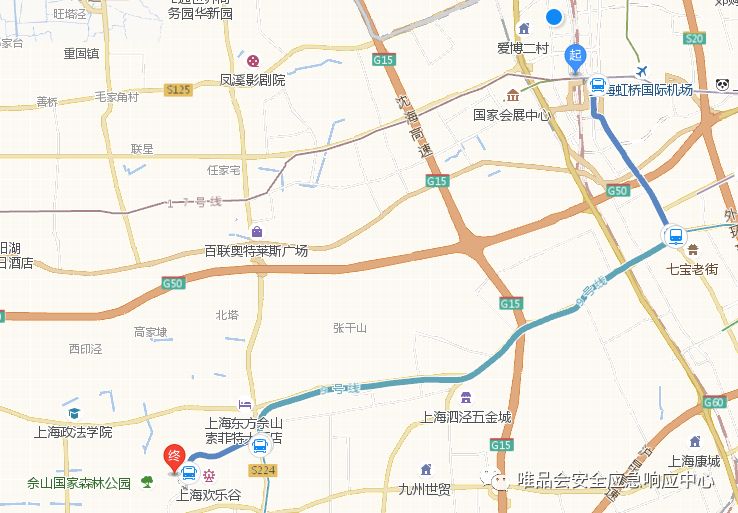 旺塔泾
务园华新园
重固镇
善桥
毛家角村
S125
凤溪影剧院
G15
沈海高速
爱博二村
起
S20
海虹桥国际机场
国家会展中心
联星
任家宅
17号线
G15
G50
百联奥特莱斯广场
阳湖
日酒店
G50
七宝老街
外环
9号线
G15
北塔
高家埭
张干山
西印泾
9号线
上海政法学院
上海东方佘山
索菲特大酒店
上海泗泾五金城
G60
终
S224
G15
佘山国家森林公园
上海欢乐谷
九州世贸
上海康城
唯品会安全应急响应中心